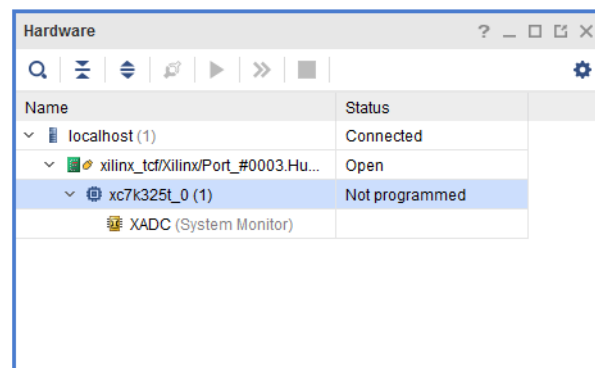 Hardware
Name Status
localhost (1) Connected
xilinx_tcf/Xilinx/Port_#0003.Hu... Open
xc7k325t_0 (1) Not programmed
XADC (System Monitor)